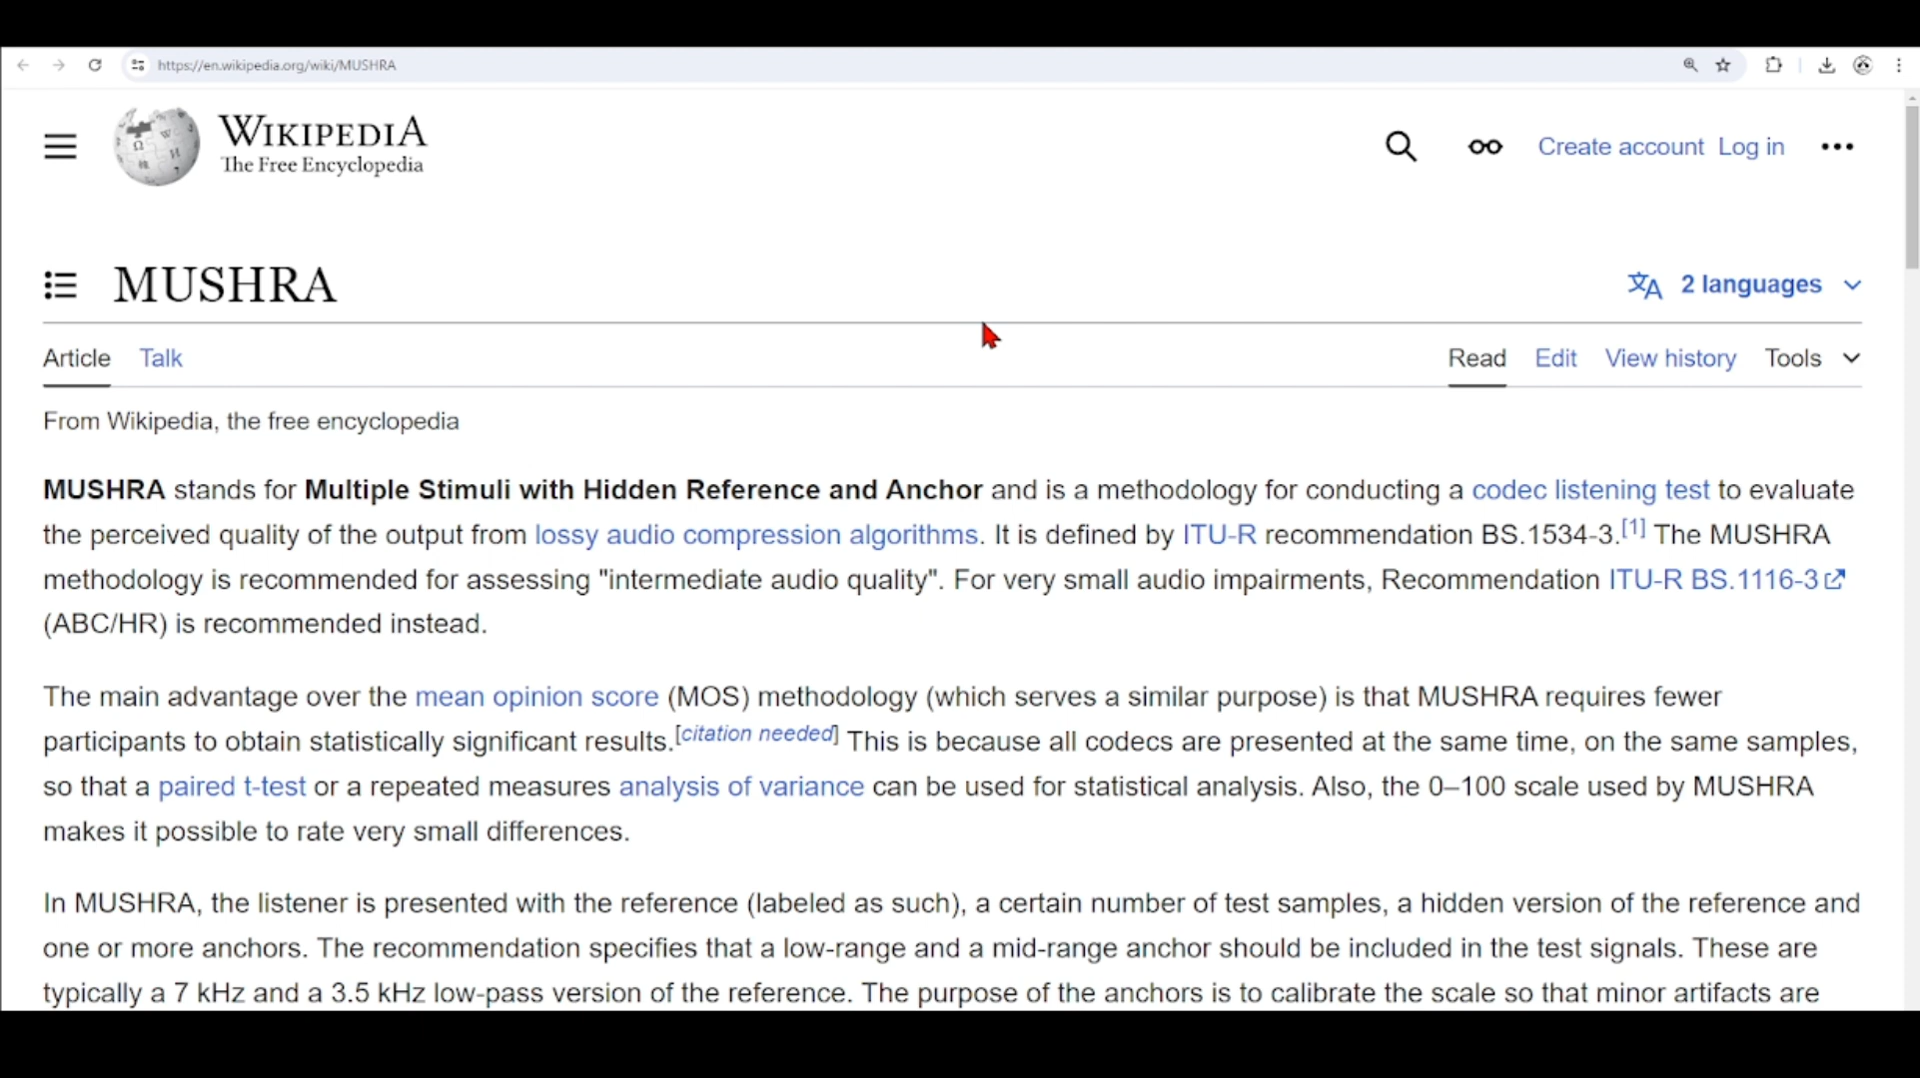 https://en.wikipedia.org/wiki/MUSHRA
WIKIPEDIA
The Free Encyclopedia
Create account Log in
MUSHRA
2 languages
Article Talk
Read Edit View history Tools
From Wikipedia, the free encyclopedia
MUSHRA stands for Multiple Stimuli with Hidden Reference and Anchor and is a methodology for conducting a codec listening test to evaluate
the perceived quality of the output from lossy audio compression algorithms. It is defined by ITU-R recommendation BS.1534-3.[1] The MUSHRA
methodology is recommended for assessing "intermediate audio quality". For very small audio impairments, Recommendation ITU-R BS.1116-3
(ABC/HR) is recommended instead.
The main advantage over the mean opinion score (MOS) methodology (which serves a similar purpose) is that MUSHRA requires fewer
participants to obtain statistically significant results.[citation needed] This is because all codecs are presented at the same time, on the same samples,
so that a paired t-test or a repeated measures analysis of variance can be used for statistical analysis. Also, the 0–100 scale used by MUSHRA
makes it possible to rate very small differences.
In MUSHRA, the listener is presented with the reference (labeled as such), a certain number of test samples, a hidden version of the reference and
one or more anchors. The recommendation specifies that a low-range and a mid-range anchor should be included in the test signals. These are
typically a 7 kHz and a 3.5 kHz low-pass version of the reference. The purpose of the anchors is to calibrate the scale so that minor artifacts are